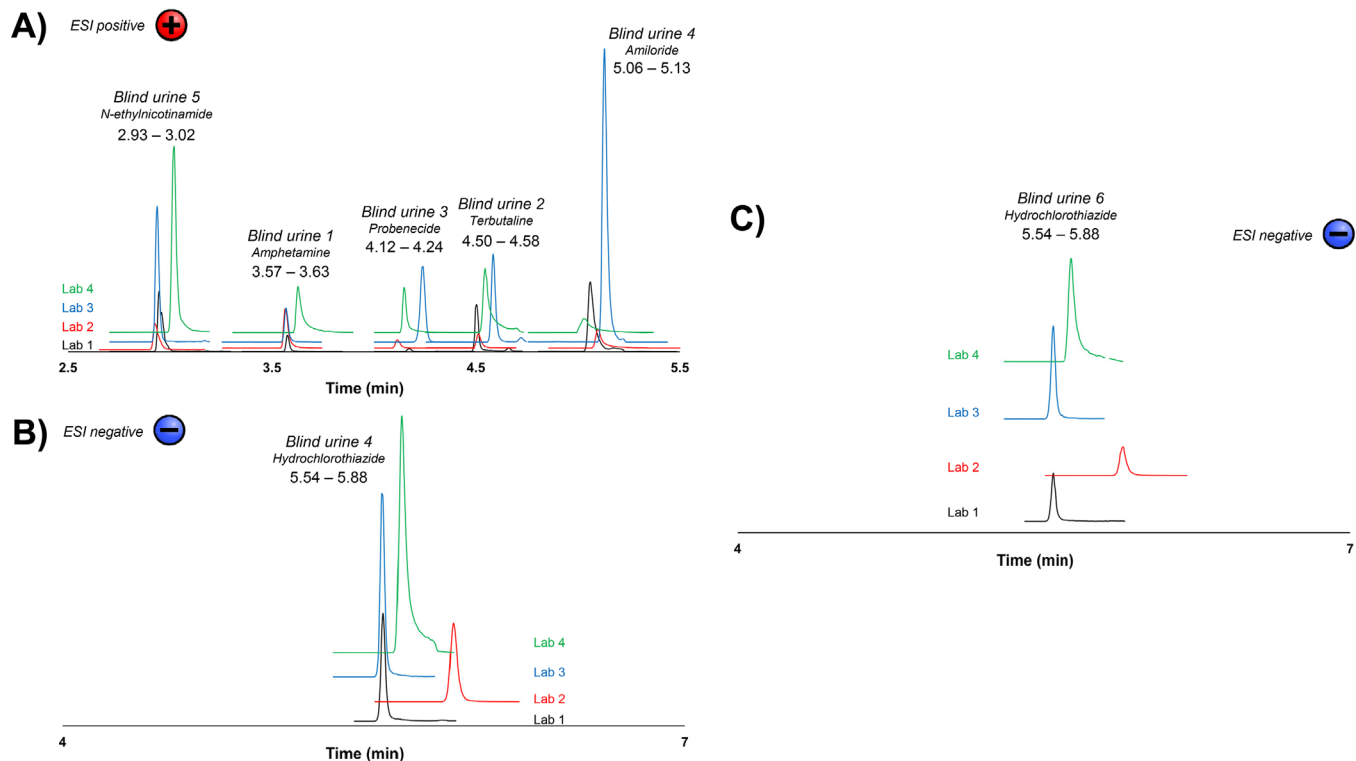 A)
ESI positive
Blind urine 5
N-ethylnicotinamide
2.93 – 3.02
Blind urine 1
Amphetamine
3.57 – 3.63
Blind urine 3
Probenecide
4.12 – 4.24
Blind urine 2
Terbutaline
4.50 – 4.58
Blind urine 4
Amiloride
5.06 – 5.13
Lab 4
Lab 3
Lab 2
Lab 1
2.5 3.5 4.5 5.5
Time (min)
B)
ESI negative
Blind urine 4
Hydrochlorothiazide
5.54 – 5.88
Lab 4
Lab 3
Lab 2
Lab 1
4 7
Time (min)
C)
ESI negative
Blind urine 6
Hydrochlorothiazide
5.54 – 5.88
Lab 4
Lab 3
Lab 2
Lab 1
4 7
Time (min)